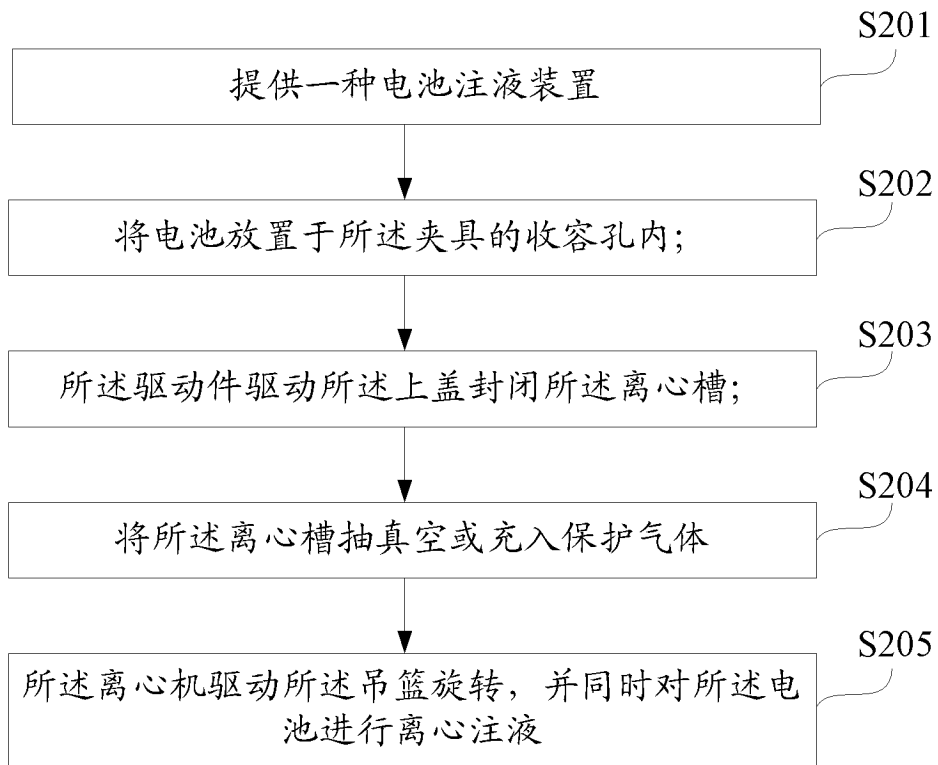 S201
提供一种电池注液装置
S202
将电池放置于所述夹具的收容孔内;
S203
所述驱动件驱动所述上盖封闭所述离心槽;
S204
将所述离心槽抽真空或充入保护气体
S205
所述离心机驱动所述吊篮旋转，并同时对所述电
池进行离心注液